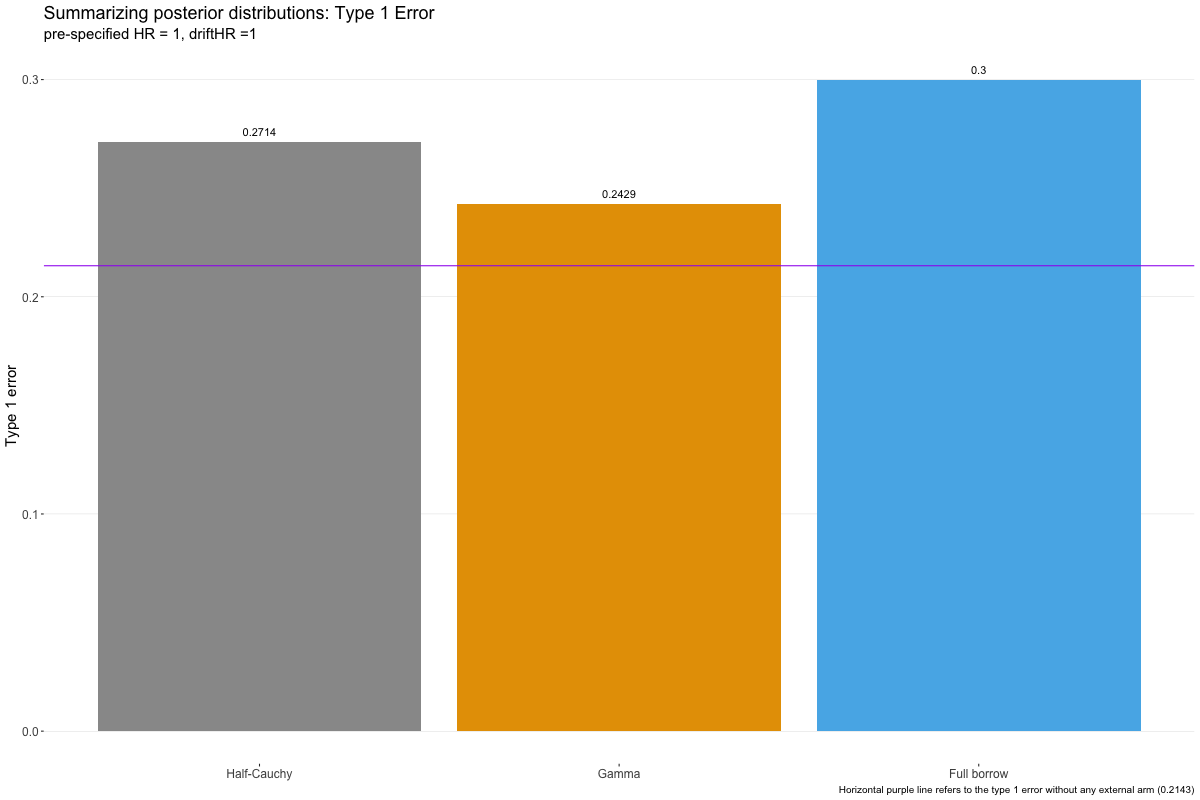 Summarizing posterior distributions: Type 1 Error
pre-specified HR = 1, driftHR =1
0.3
0.3
0.2714
0.2429
0.2
Type 1 error
0.1
0.0
Half-Cauchy
Gamma
Full borrow
Horizontal purple line refers to the type 1 error without any external arm (0.2143)